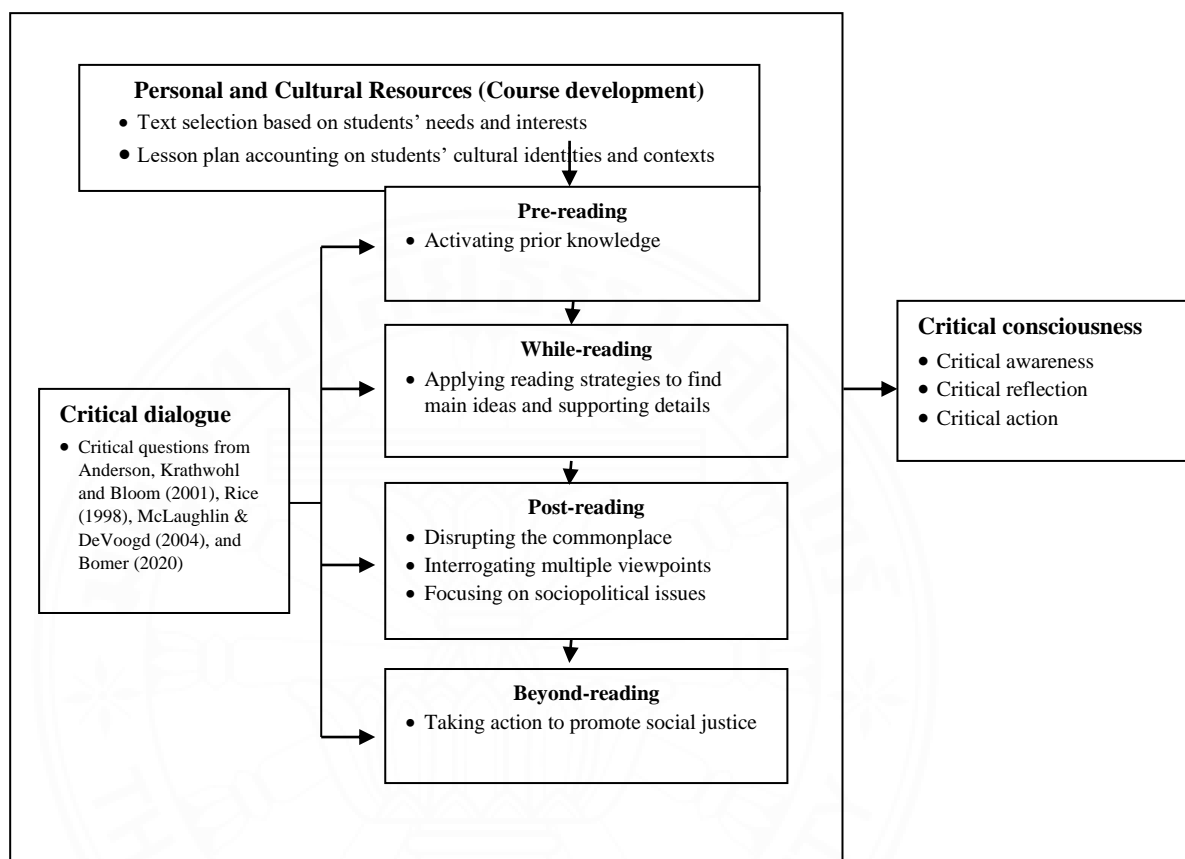 Personal and Cultural Resources (Course development)
• Text selection based on students’ needs and interests
• Lesson plan accounting on students’ cultural identities and contexts
Pre-reading
• Activating prior knowledge
While-reading
• Applying reading strategies to find
main ideas and supporting details
Critical dialogue
• Critical questions from
Anderson, Krathwohl
and Bloom (2001), Rice
(1998), McLaughlin &
DeVoogd (2004), and
Bomer (2020)
Post-reading
• Disrupting the commonplace
• Interrogating multiple viewpoints
• Focusing on sociopolitical issues
Beyond-reading
• Taking action to promote social justice
Critical consciousness
• Critical awareness
• Critical reflection
• Critical action